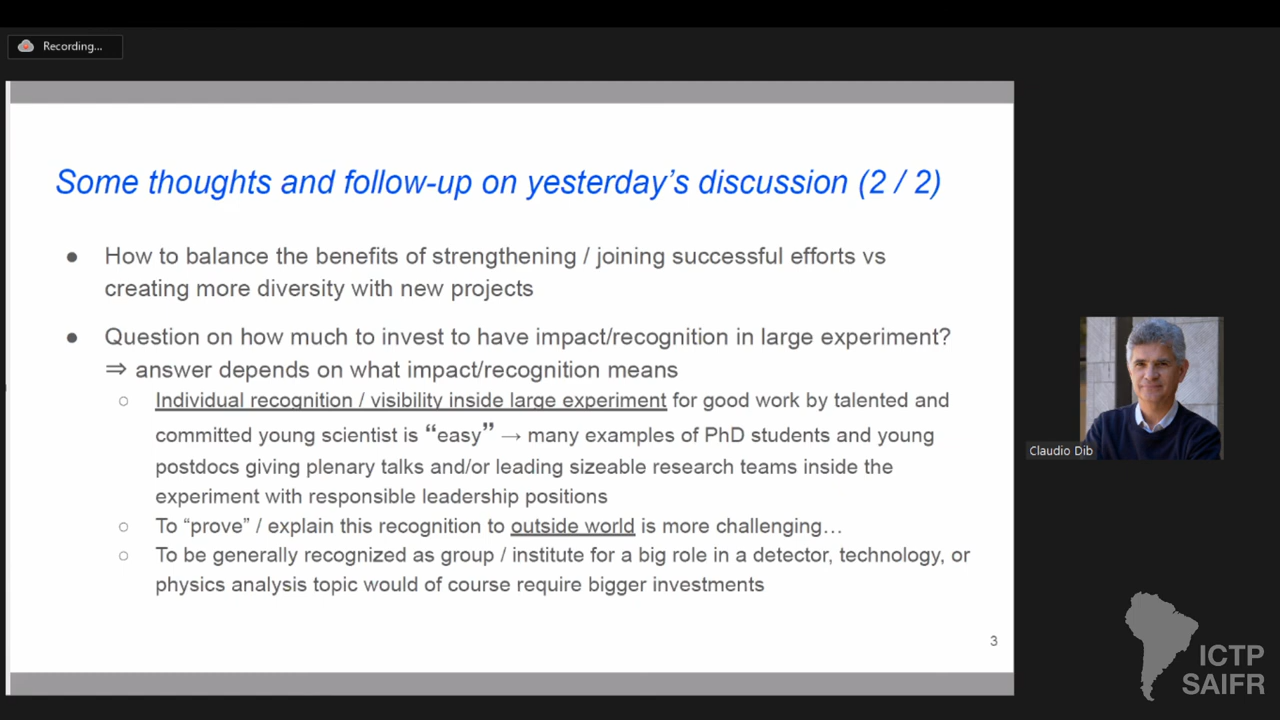 Recording...
Some thoughts and follow-up on yesterday's discussion (2 / 2)
● How to balance the benefits of strengthening / joining successful efforts vs
creating more diversity with new projects
● Question on how much to invest to have impact/recognition in large experiment?
⇒ answer depends on what impact/recognition means
○ Individual recognition / visibility inside large experiment for good work by talented and
committed young scientist is “easy” → many examples of PhD students and young
postdocs giving plenary talks and/or leading sizeable research teams inside the
experiment with responsible leadership positions
○ To “prove” / explain this recognition to outside world is more challenging…
○ To be generally recognized as group / institute for a big role in a detector, technology, or
physics analysis topic would of course require bigger investments
3
Claudio Dib
ICTP
SAIFR